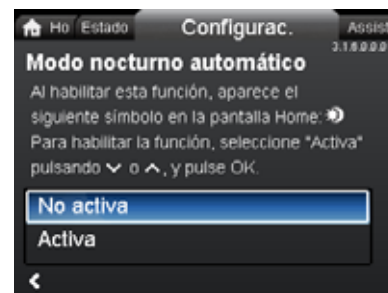 Ho Estado Configurac. Assist
3.1.6.0.0.0
Modo nocturno automático
Al habilitar esta función, aparece el
siguiente símbolo en la pantalla Home:
Para habilitar la función, seleccione "Activa"
pulsando ⌄ o ⌃, y pulse OK.
No activa
Activa